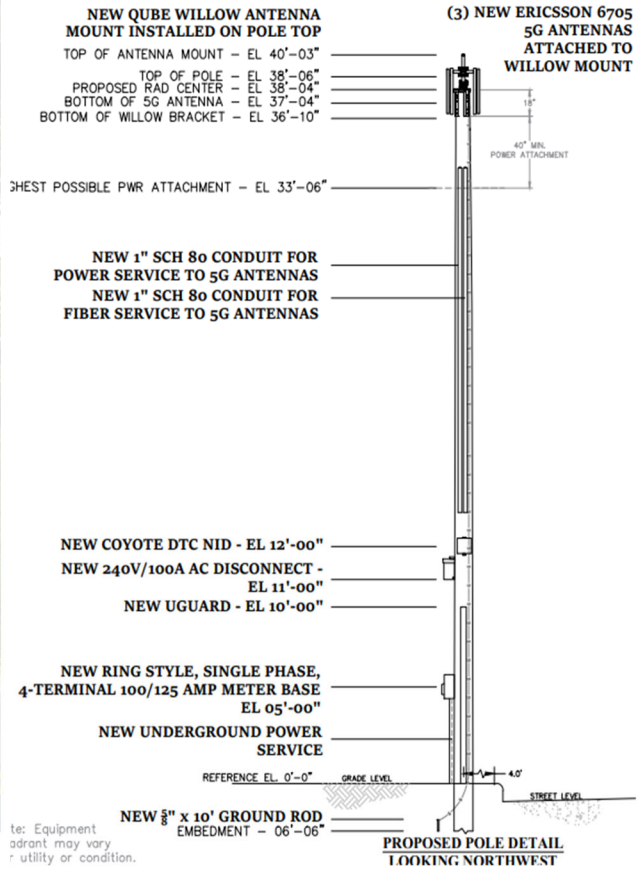 NEW QUBE WILLOW ANTENNA
MOUNT INSTALLED ON POLE TOP
(3) NEW ERICSSON 6705
5G ANTENNAS
ATTACHED TO
WILLOW MOUNT
TOP OF ANTENNA MOUNT – EL 40'–03"
TOP OF POLE – EL 38'–06"
PROPOSED RAD CENTER – EL 38'–04"
BOTTOM OF 5G ANTENNA – EL 37'–04"
BOTTOM OF WILLOW BRACKET – EL 36'–10"
18"
40" MIN.
POWER ATTACHMENT
GHEST POSSIBLE PWR ATTACHMENT – EL 33'–06"
NEW 1" SCH 80 CONDUIT FOR
POWER SERVICE TO 5G ANTENNAS
NEW 1" SCH 80 CONDUIT FOR
FIBER SERVICE TO 5G ANTENNAS
NEW COYOTE DTC NID - EL 12'-00"
NEW 240V/100A AC DISCONNECT -
EL 11'-00"
NEW UGUARD - EL 10'-00"
NEW RING STYLE, SINGLE PHASE,
4-TERMINAL 100/125 AMP METER BASE
EL 05'-00"
NEW UNDERGROUND POWER
SERVICE
REFERENCE EL. 0'–0"
GRADE LEVEL
4.0'
STREET LEVEL
NEW ⅝" x 10' GROUND ROD
EMBEDMENT – 06'–06"
te: Equipment
adrant may vary
r utility or condition.
PROPOSED POLE DETAIL
LOOKING NORTHWEST